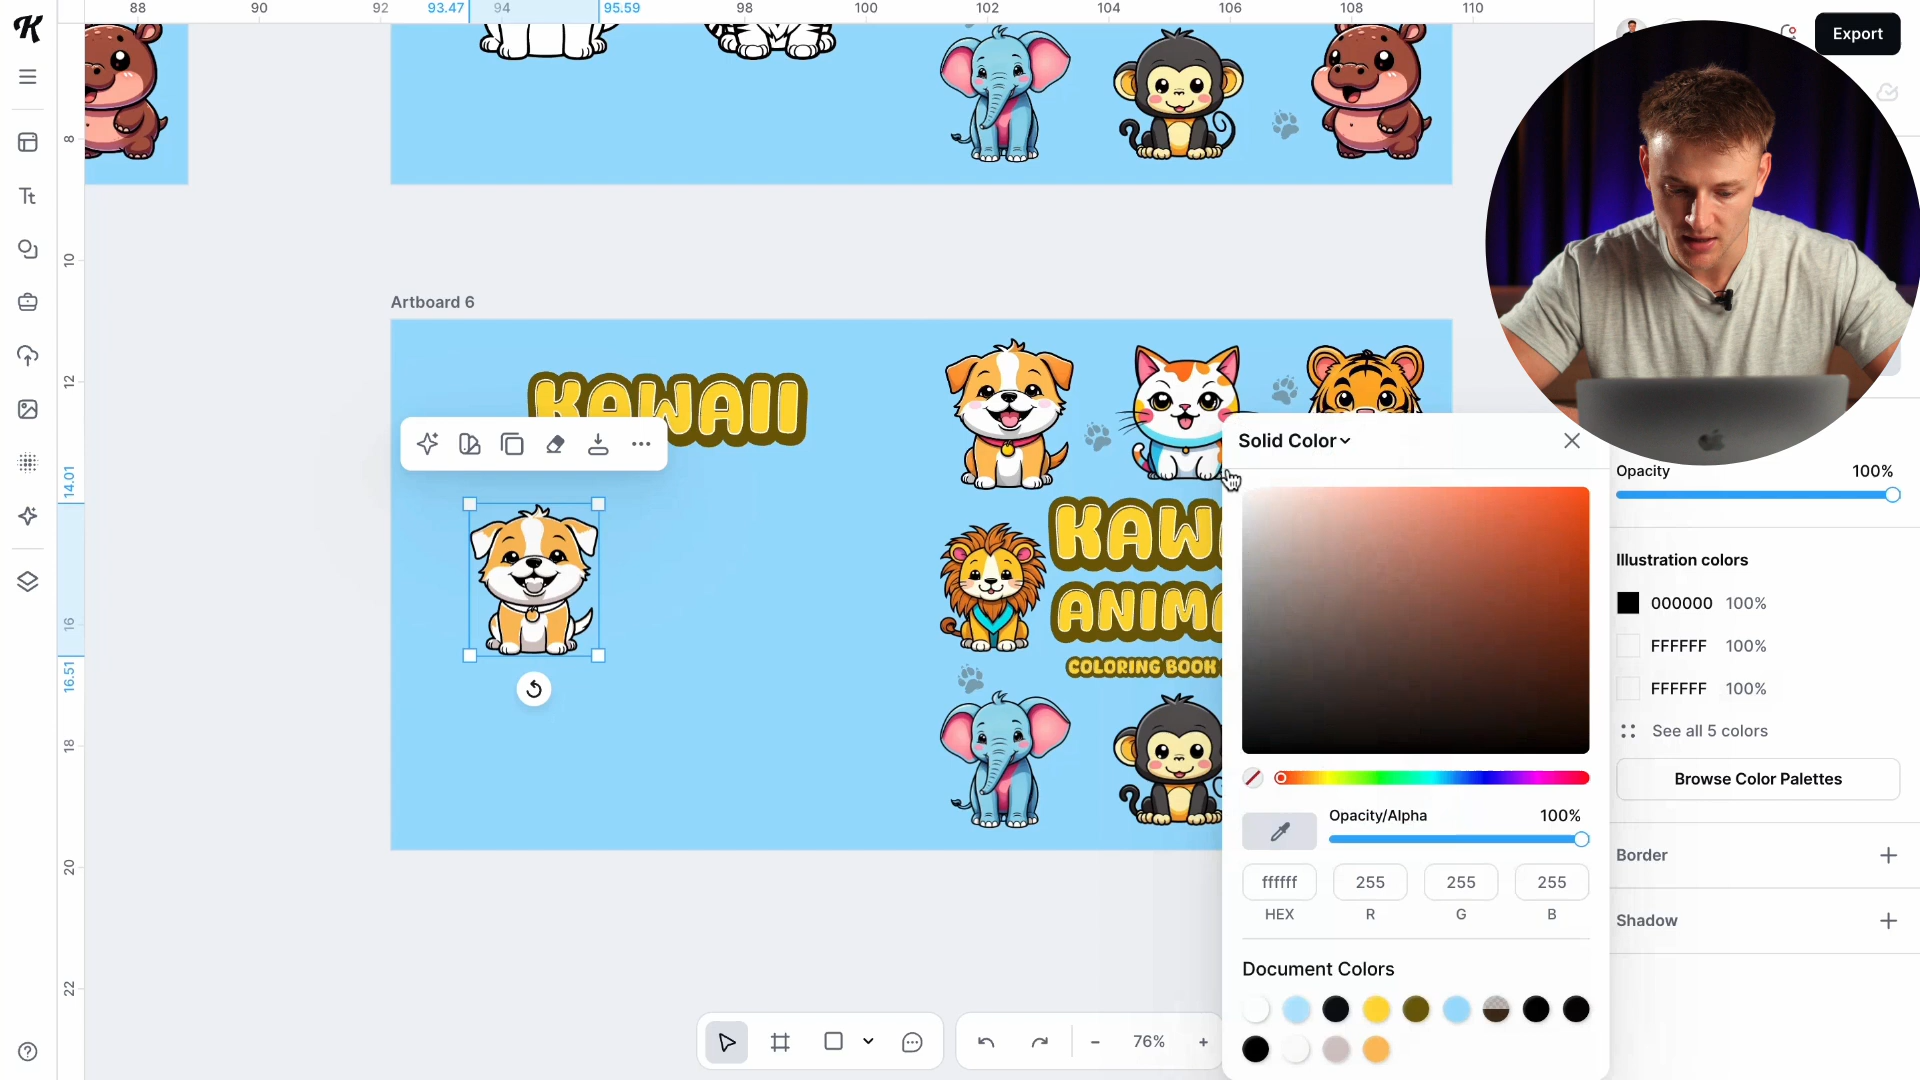 88
90
92
93.47
94
95.59
98
100
102
104
106
108
110
Export
8
10
12
14.01
16
16.51
18
20
22
Artboard 6
KAWAII
KAW
ANIMA
COLORING BOOK
Solid Color
Opacity/Alpha 100%
ffffff 255 255 255
HEX R G B
Document Colors
Opacity 100%
Illustration colors
000000 100%
FFFFFF 100%
FFFFFF 100%
See all 5 colors
Browse Color Palettes
Border
Shadow
Tt
76%